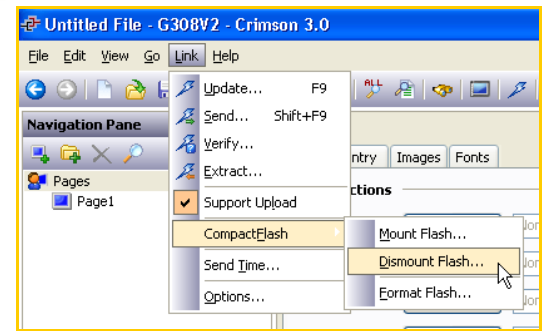 Untitled File - G308V2 - Crimson 3.0
File Edit View Go Link Help
Update... F9
ALL
Send... Shift+F9
Navigation Pane
Verify...
Extract...
ntry Images Fonts
Pages
ctions
Page1
Support Upload
CompactFlash
Mount Flash...
Send Time...
Dismount Flash...
Options...
Format Flash...